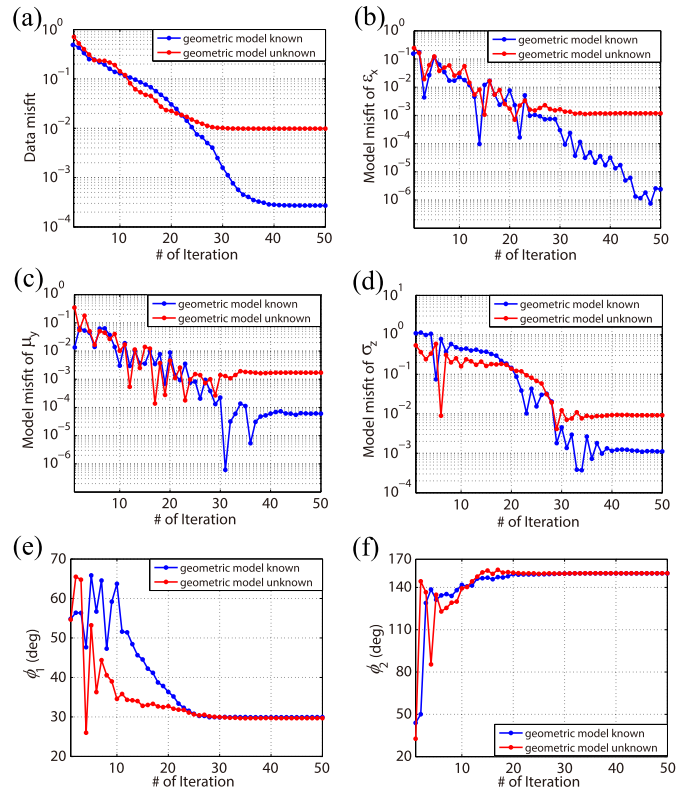 (a)
10^0
10^-1
10^-2
10^-3
10^-4
Data misfit
geometric model known
geometric model unknown
10 20 30 40 50
# of Iteration
(b)
10^0
10^-1
10^-2
10^-3
10^-4
10^-5
10^-6
Model misfit of ε_x
geometric model known
geometric model unknown
10 20 30 40 50
# of Iteration
(c)
10^0
10^-1
10^-2
10^-3
10^-4
10^-5
10^-6
Model misfit of μ_y
geometric model known
geometric model unknown
10 20 30 40 50
# of Iteration
(d)
10^1
10^0
10^-1
10^-2
10^-3
10^-4
Model misfit of σ_z
geometric model known
geometric model unknown
10 20 30 40 50
# of Iteration
(e)
70
60
50
40
30
20
ϕ_1 (deg)
geometric model known
geometric model unknown
10 20 30 40 50
# of Iteration
(f)
160
140
110
80
50
20
ϕ_2 (deg)
geometric model known
geometric model unknown
10 20 30 40 50
# of Iteration